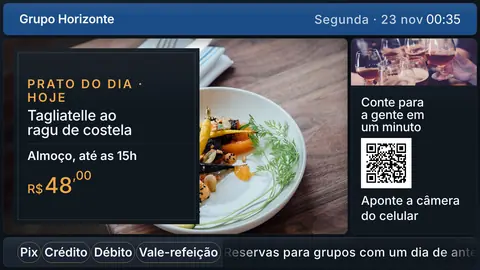 Grupo Horizonte
Segunda · 23 nov 00:35
PRATO DO DIA ·
HOJE
Tagliatelle ao
ragu de costela
Almoço, até as 15h
R$ 48,00
Conte para
a gente em
um minuto
Aponte a câmera
do celular
Pix Crédito Débito Vale-refeição Reservas para grupos com um dia de ante